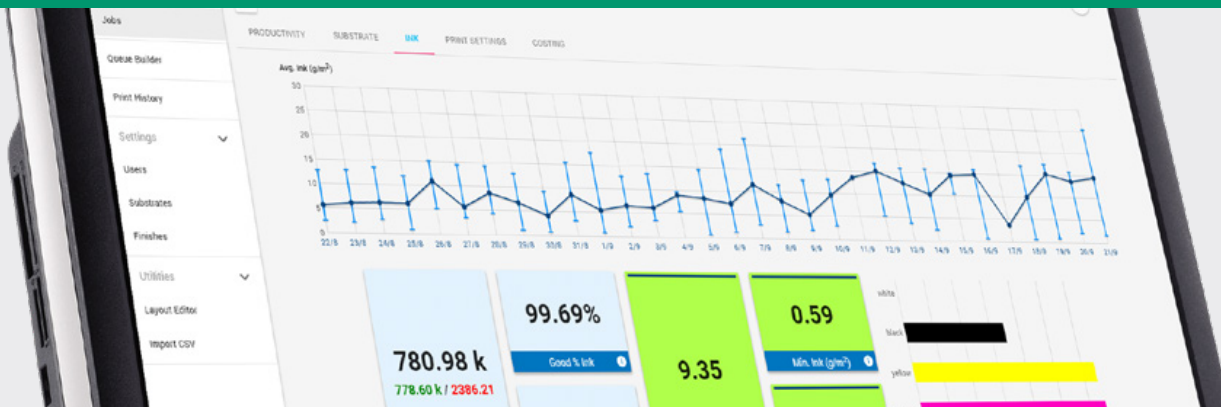 Jobs
Queue Builder
Print History
Settings
Users
Substrates
Finishes
Utilities
Layout Editor
Import CSV
PRODUCTIVITY SUBSTRATE INK PRINT SETTINGS COSTING
Avg. Ink (g/m²)
30
25
20
15
10
5
0
22/8 23/8 24/8 25/8 26/8 27/8 28/8 29/8 30/8 31/8 1/9 2/9 3/9 4/9 5/9 6/9 7/9 8/9 9/9 10/9 11/9 12/9 13/9 14/9 15/9 16/9 17/9 18/9 19/9 20/9 21/9
780.98 k
778.60 k / 2386.21
99.69%
Good % Ink
9.35
0.59
Min. Ink (g/m²)
white
black
yellow